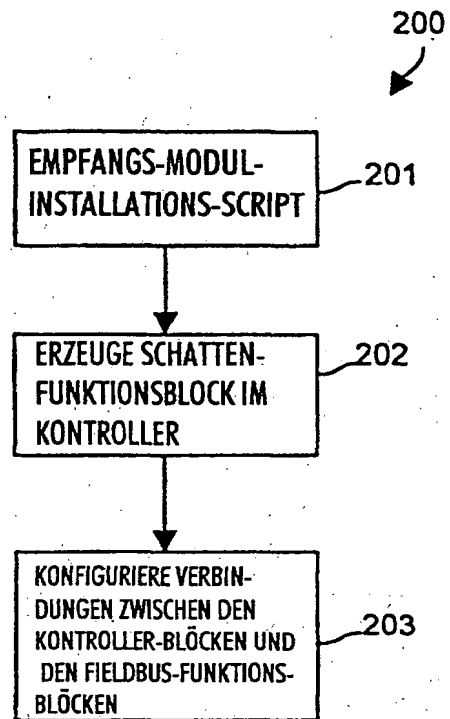 200
EMPFANGS-MODUL-
INSTALLATIONS-SCRIPT
201
ERZEUGE SCHATTEN-
FUNKTIONSBLOCK IM
KONTROLLER
202
KONFIGURIERE VERBIN-
DUNGEN ZWISCHEN DEN
KONTROLLER-BLÖCKEN UND
DEN FIELDBUS-FUNKTIONS-
BLÖCKEN
203